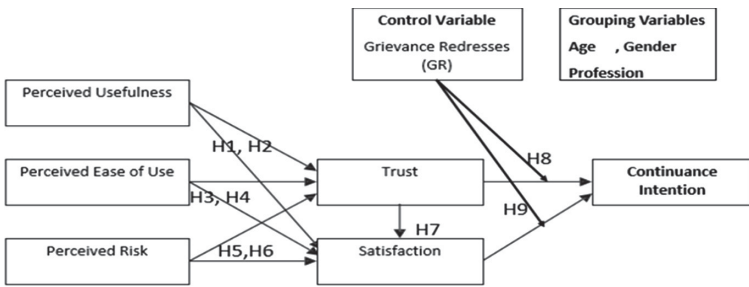 Control Variable
Grievance Redresses
(GR)
Grouping Variables
Age , Gender
Profession
Perceived Usefulness
H1, H2
Perceived Ease of Use
H3, H4
Trust
H8
Continuance
Intention
H9
H7
Perceived Risk
H5,H6
Satisfaction